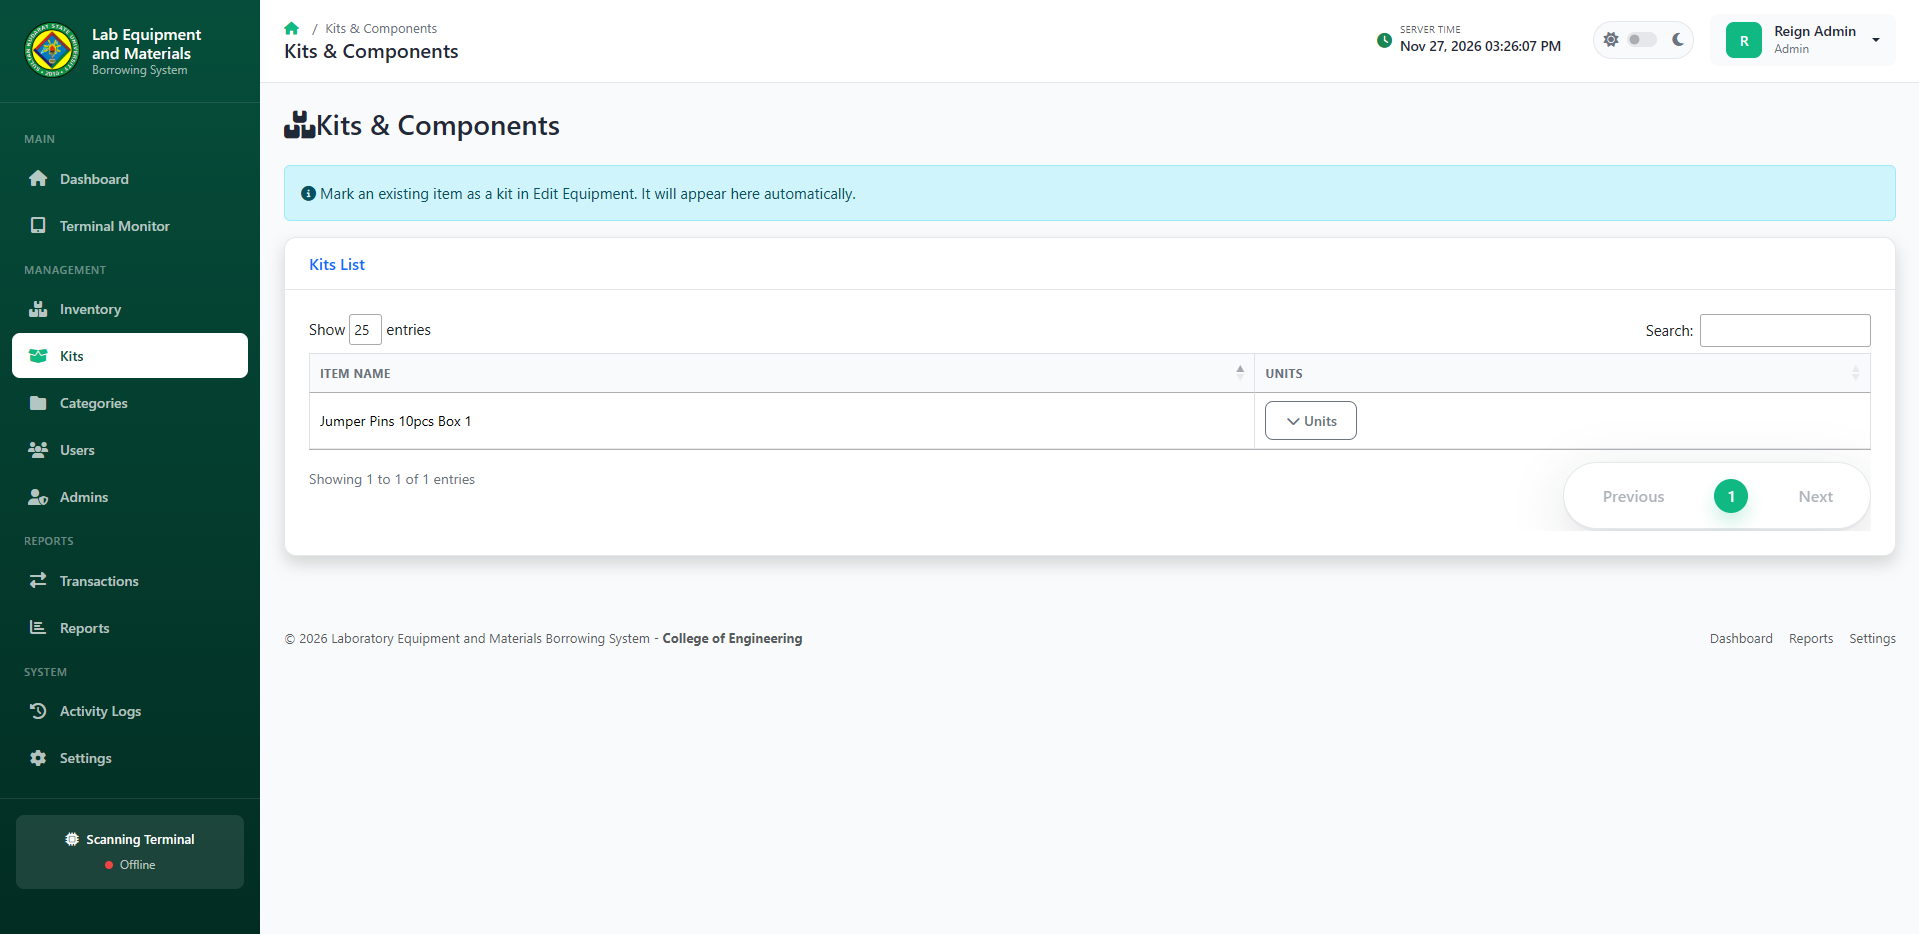 Lab Equipment
and Materials
Borrowing System
MAIN
Dashboard
Terminal Monitor
MANAGEMENT
Inventory
Kits
Categories
Users
Admins
REPORTS
Transactions
Reports
SYSTEM
Activity Logs
Settings
Scanning Terminal
Offline
/ Kits & Components
Kits & Components
SERVER TIME
Nov 27, 2026 03:26:07 PM
R
Reign Admin
Admin
Kits & Components
Mark an existing item as a kit in Edit Equipment. It will appear here automatically.
Kits List
Show 25 entries
Search:
ITEM NAME UNITS
Jumper Pins 10pcs Box 1 Units
Showing 1 to 1 of 1 entries
Previous 1 Next
© 2026 Laboratory Equipment and Materials Borrowing System - College of Engineering
Dashboard Reports Settings